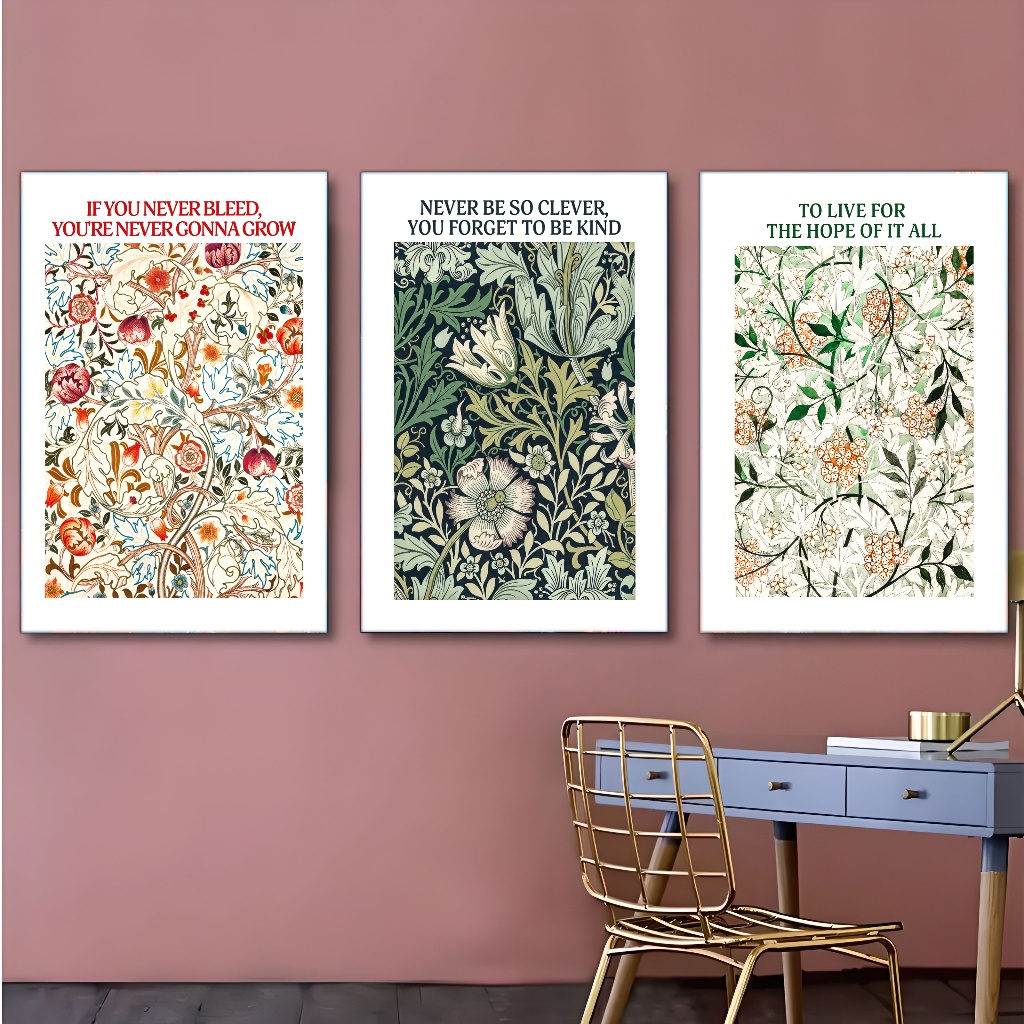 IF YOU NEVER BLEED,
YOU'RE NEVER GONNA GROW
NEVER BE SO CLEVER,
YOU FORGET TO BE KIND
TO LIVE FOR
THE HOPE OF IT ALL